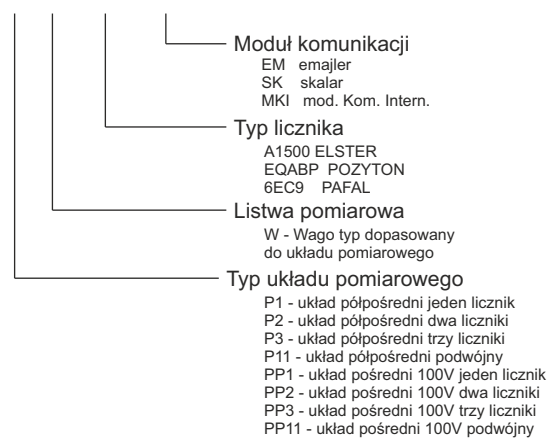 Moduł komunikacji
EM emajler
SK skalar
MKI mod. Kom. Intern.
Typ licznika
A1500 ELSTER
EQABP POZYTON
6EC9 PAFAL
Listwa pomiarowa
W - Wago typ dopasowany
do układu pomiarowego
Typ układu pomiarowego
P1 - układ półpośredni jeden licznik
P2 - układ półpośredni dwa liczniki
P3 - układ półpośredni trzy liczniki
P11 - układ półpośredni podwójny
PP1 - układ pośredni 100V jeden licznik
PP2 - układ pośredni 100V dwa liczniki
PP3 - układ pośredni 100V trzy liczniki
PP11 - układ pośredni 100V podwójny